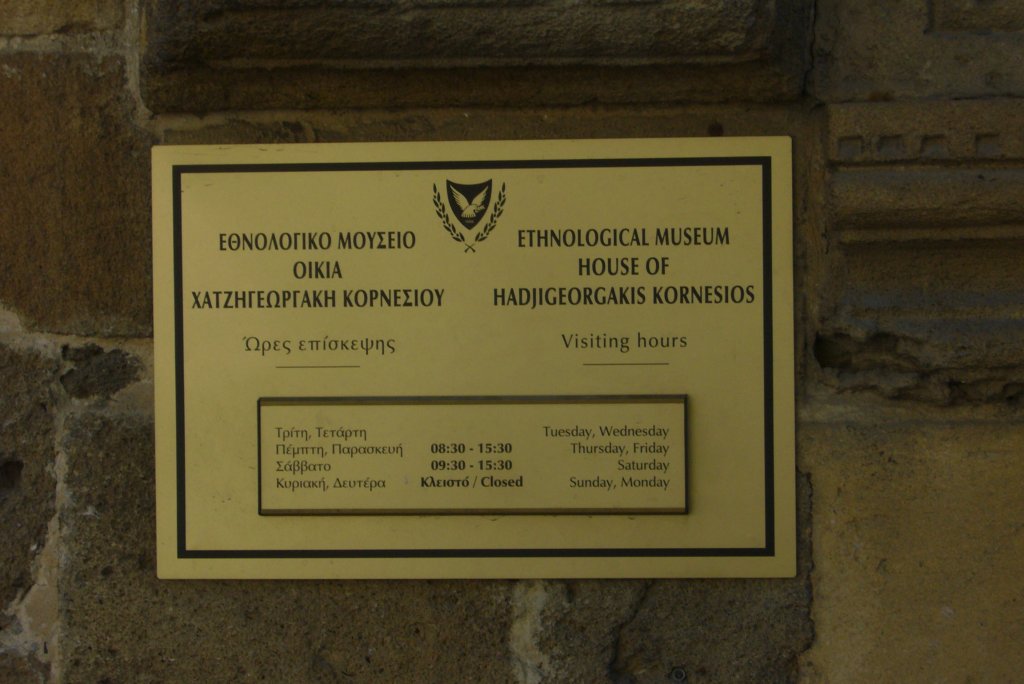 ΕΘΝΟΛΟΓΙΚΟ ΜΟΥΣΕΙΟ
ΟΙΚΙΑ
ΧΑΤΖΗΓΕΩΡΓΑΚΗ ΚΟΡΝΕΣΙΟΥ
Ώρες επίσκεψης
ETHNOLOGICAL MUSEUM
HOUSE OF
HADJIGEORGAKIS KORNESIOS
Visiting hours
Τρίτη, Τετάρτη Tuesday, Wednesday
Πέμπτη, Παρασκευή 08:30 - 15:30 Thursday, Friday
Σάββατο 09:30 - 15:30 Saturday
Κυριακή, Δευτέρα Κλειστό / Closed Sunday, Monday